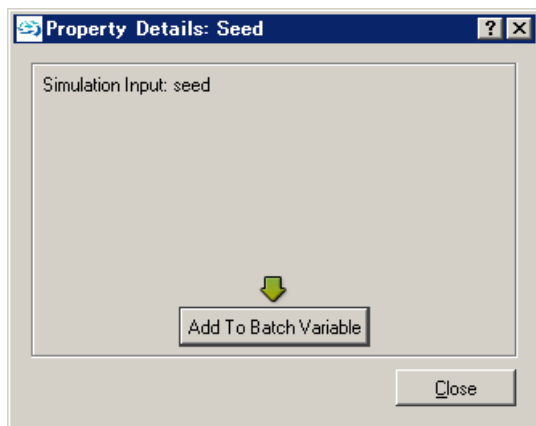 Property Details: Seed
? X
Simulation Input: seed
Add To Batch Variable
Close